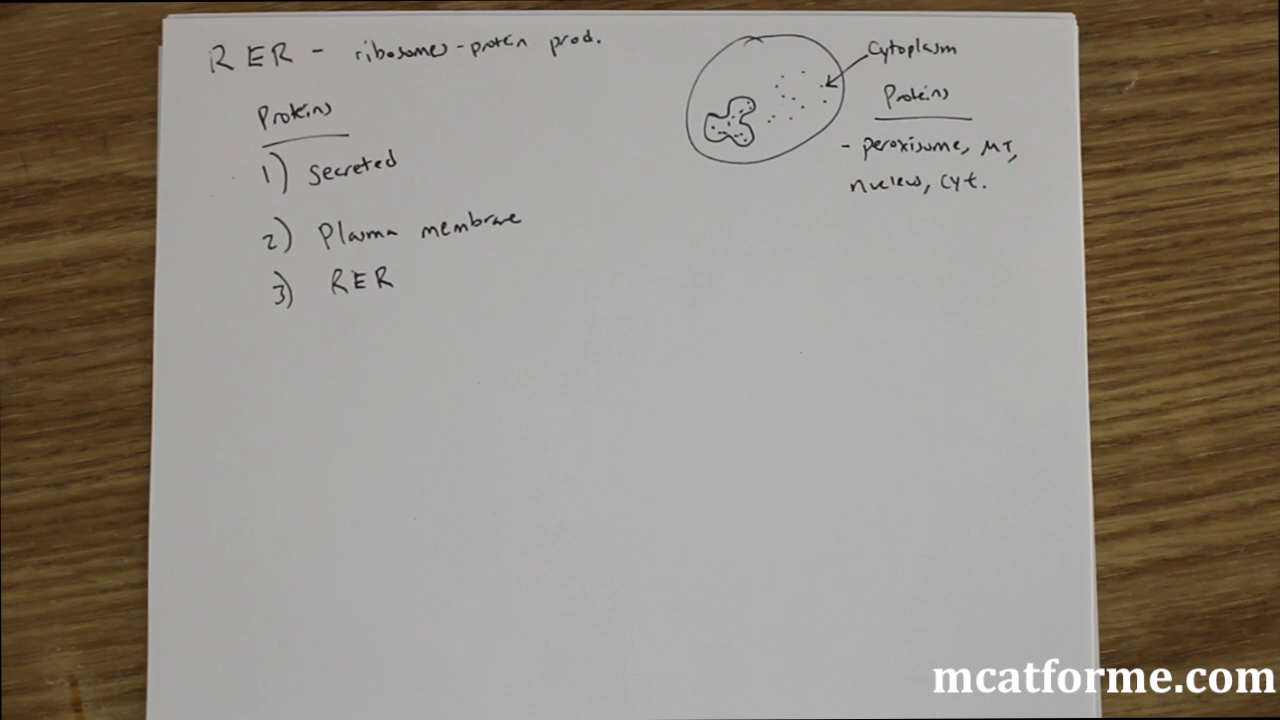 RER - ribosomes - protein prod.
Proteins
1) Secreted
2) Plasma membrane
3) RER
Cytoplasm
Proteins
- peroxisome, MT,
nucleus, Cyt.
mcatforme.com